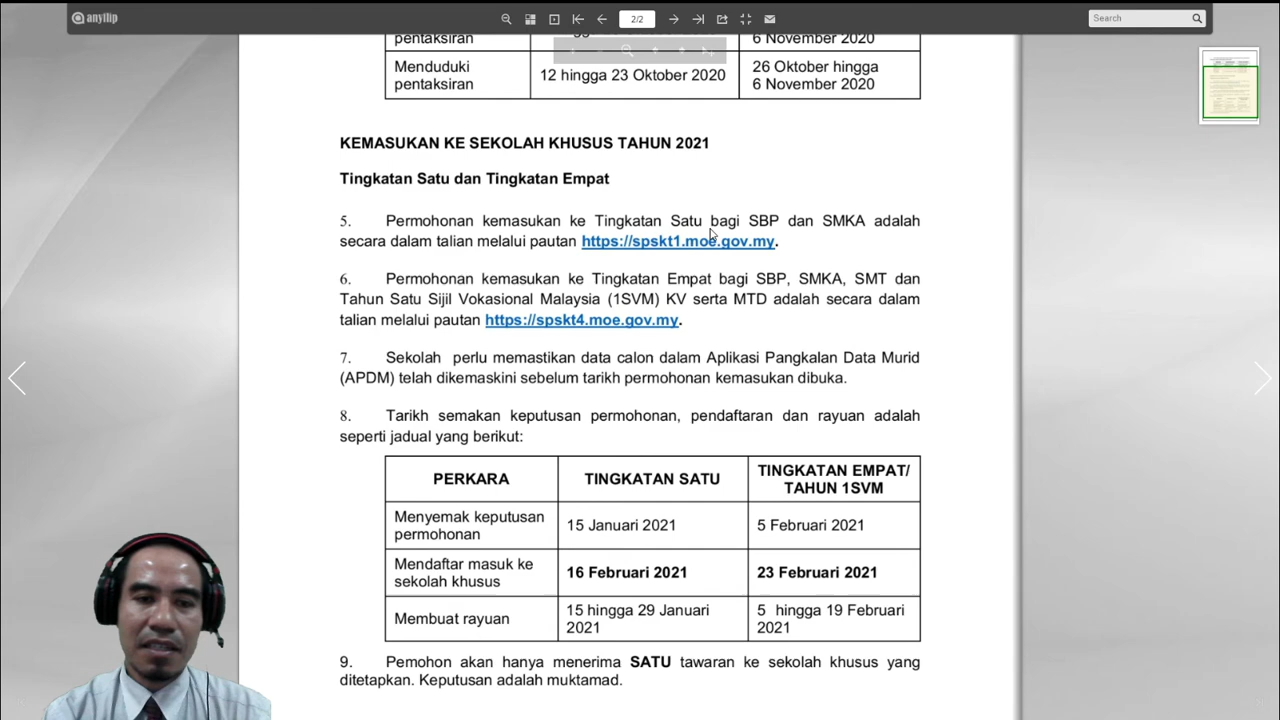 anyflip
2/2
Search
pentaksiran
6 November 2020
Menduduki
pentaksiran
12 hingga 23 Oktober 2020
26 Oktober hingga
6 November 2020
KEMASUKAN KE SEKOLAH KHUSUS TAHUN 2021
Tingkatan Satu dan Tingkatan Empat
5. Permohonan kemasukan ke Tingkatan Satu bagi SBP dan SMKA adalah
secara dalam talian melalui pautan https://spskt1.moe.gov.my.
6. Permohonan kemasukan ke Tingkatan Empat bagi SBP, SMKA, SMT dan
Tahun Satu Sijil Vokasional Malaysia (1SVM) KV serta MTD adalah secara dalam
talian melalui pautan https://spskt4.moe.gov.my.
7. Sekolah perlu memastikan data calon dalam Aplikasi Pangkalan Data Murid
(APDM) telah dikemaskini sebelum tarikh permohonan kemasukan dibuka.
8. Tarikh semakan keputusan permohonan, pendaftaran dan rayuan adalah
seperti jadual yang berikut:
PERKARA
TINGKATAN SATU
TINGKATAN EMPAT/
TAHUN 1SVM
Menyemak keputusan
permohonan
15 Januari 2021
5 Februari 2021
Mendaftar masuk ke
sekolah khusus
16 Februari 2021
23 Februari 2021
Membuat rayuan
15 hingga 29 Januari
2021
5 hingga 19 Februari
2021
9. Pemohon akan hanya menerima SATU tawaran ke sekolah khusus yang
ditetapkan. Keputusan adalah muktamad.